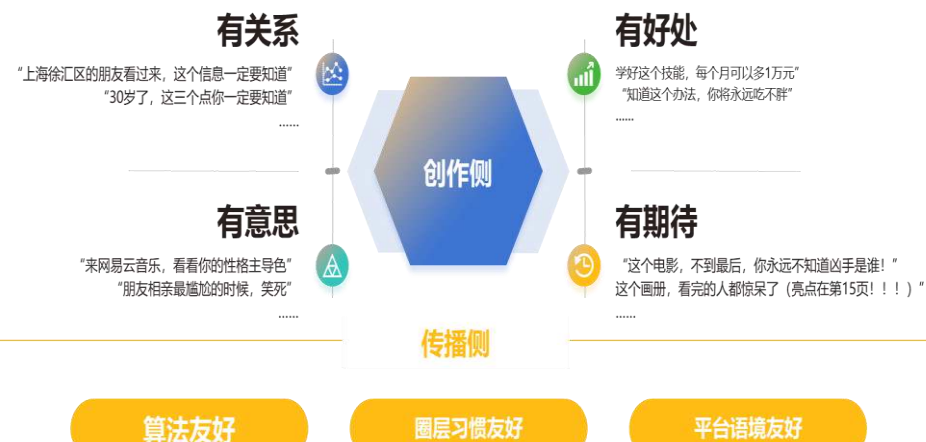 有关系
“上海徐汇区的朋友看过来，这个信息一定要知道”
“30岁了，这三个点你一定要知道”
......
有好处
学好这个技能，每个月可以多1万元”
“知道这个办法，你将永远吃不胖”
......
创作侧
有意思
“来网易云音乐，看看你的性格主导色”
“朋友相亲最尴尬的时候，笑死”
......
有期待
“这个电影，不到最后，你永远不知道凶手是谁！”
这个画册，看完的人都惊呆了（亮点在第15页！！！）”
......
传播侧
算法友好
圈层习惯友好
平台语境友好